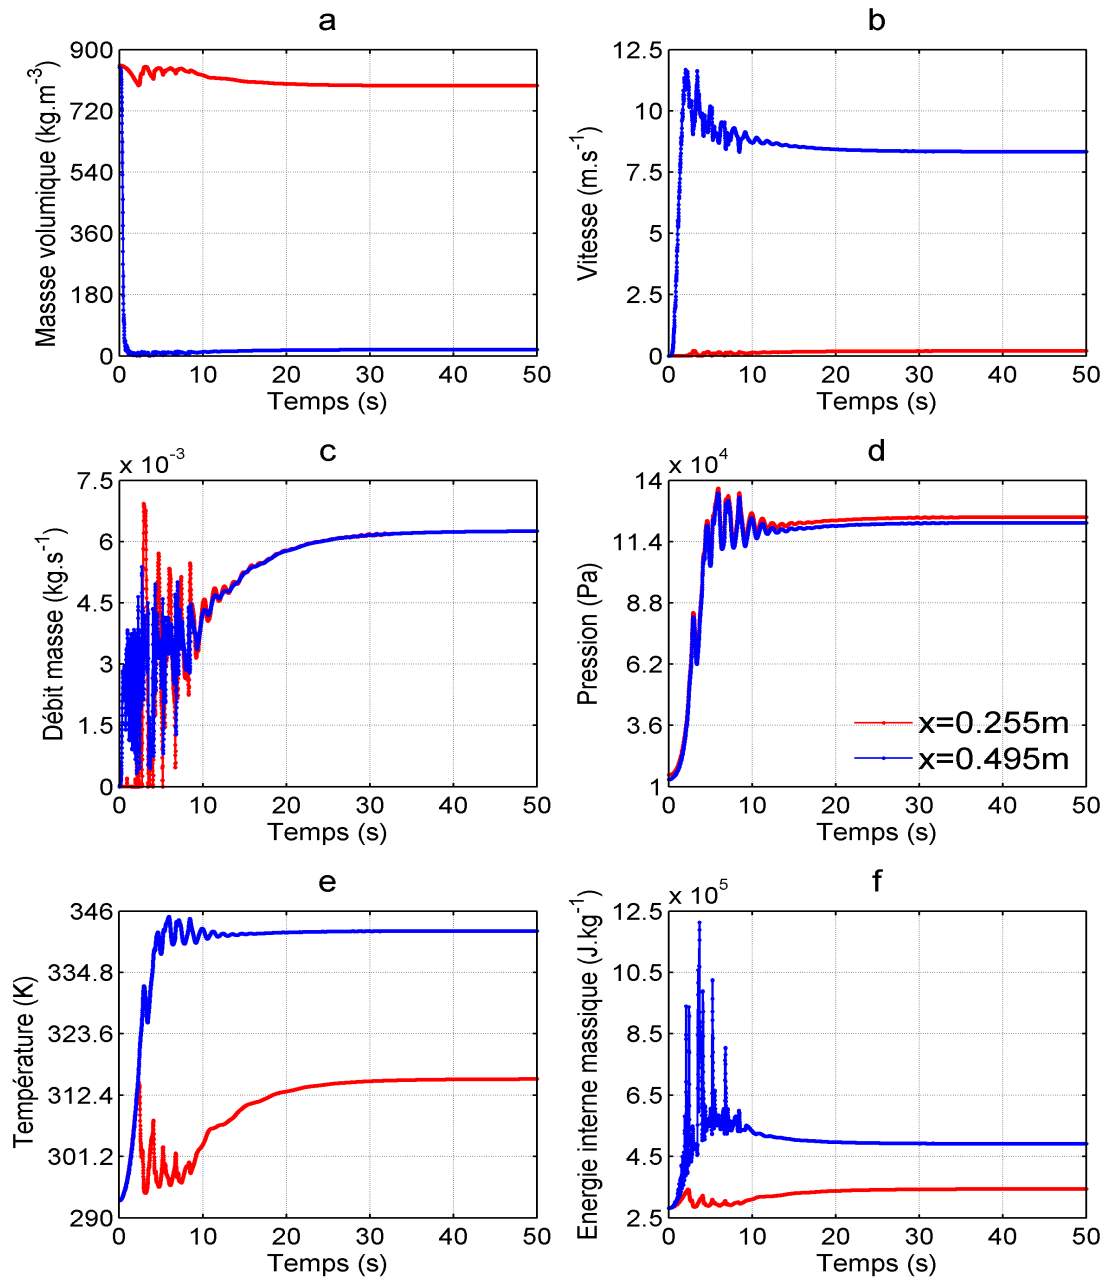 a
900
720
540
360
180
0
Massse volumique (kg.m-3)
0 10 20 30 40 50
Temps (s)
b
12.5
10
7.5
5
2.5
0
Vitesse (m.s-1)
0 10 20 30 40 50
Temps (s)
c
x 10-3
7.5
6
4.5
3
1.5
0
Débit masse (kg.s-1)
0 10 20 30 40 50
Temps (s)
d
x 104
14
11.4
8.8
6.2
3.6
1
Pression (Pa)
x=0.255m
x=0.495m
0 10 20 30 40 50
Temps (s)
e
346
334.8
323.6
312.4
301.2
290
Température (K)
0 10 20 30 40 50
Temps (s)
f
x 105
12.5
10.5
8.5
6.5
4.5
2.5
Energie interne massique (J.kg-1)
0 10 20 30 40 50
Temps (s)